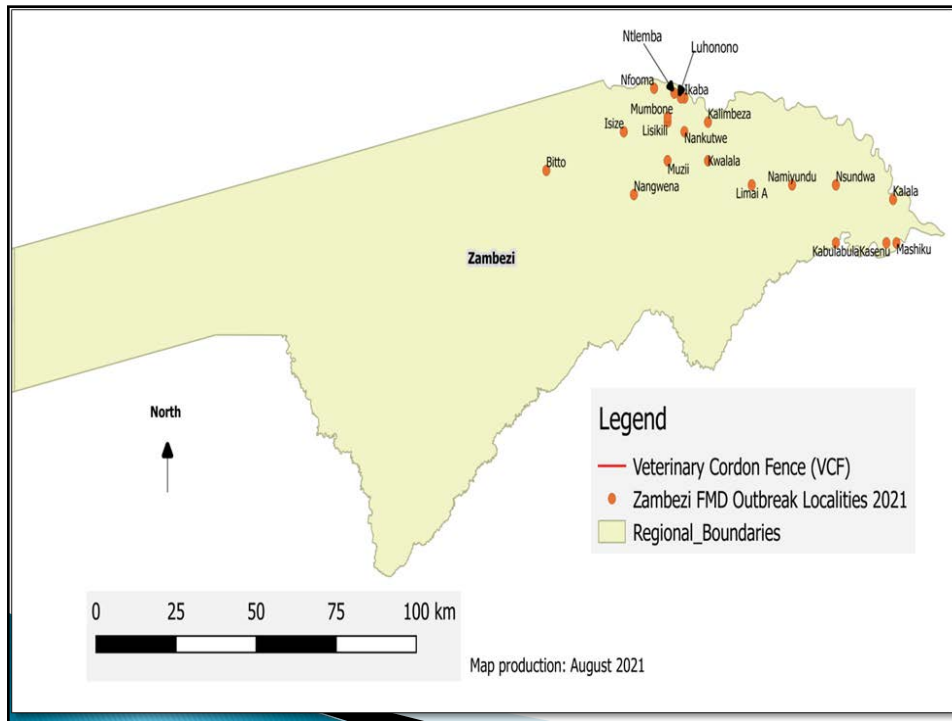 Ntlemba
Luhonono
Nfooma
Ikaba
Mumbone
Kalimbeza
Isize
Lisikili
Nankutwe
Bitto
Muzii
Kwalala
Nangwena
Limai A
Namiyundu
Nsundwa
Kalala
Kabulabula
Kasenu
Mashiku
Zambezi
North
Legend
Veterinary Cordon Fence (VCF)
Zambezi FMD Outbreak Localities 2021
Regional_Boundaries
0 25 50 75 100 km
Map production: August 2021